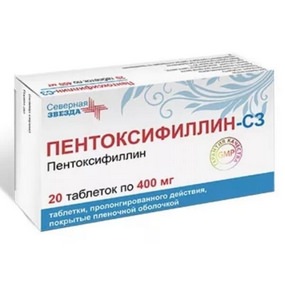 Северная
ЗВЕЗДА
ПЕНТОКСИФИЛЛИН-СЗ
Пентоксифиллин
20 таблеток по 400 мг
таблетки, пролонгированного действия,
покрытые пленочной оболочкой
GMP